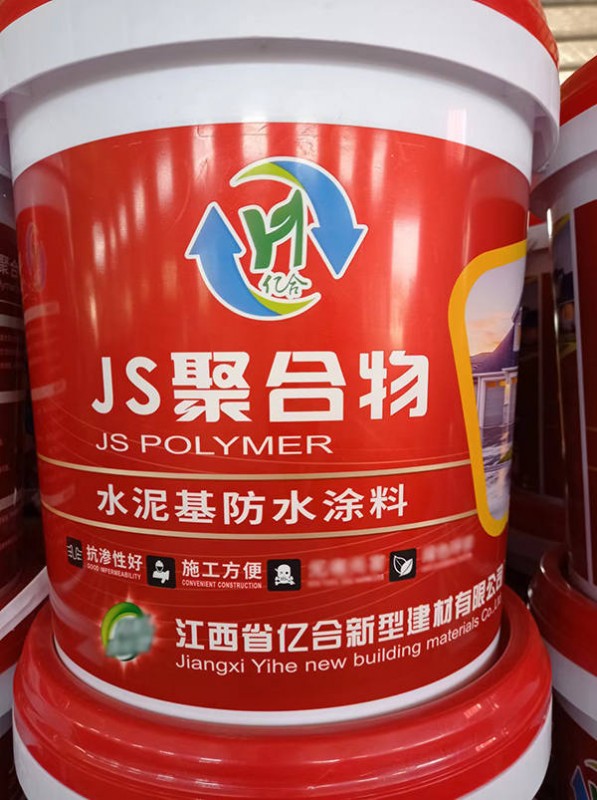 亿合
JS聚合物
JS POLYMER
水泥基防水涂料
抗渗性好
GOOD IMPERMEABILITY
施工方便
CONVENIENT CONSTRUCTION
江西省亿合新型建材有限公司
Jiangxi Yihe new building materials Co.,